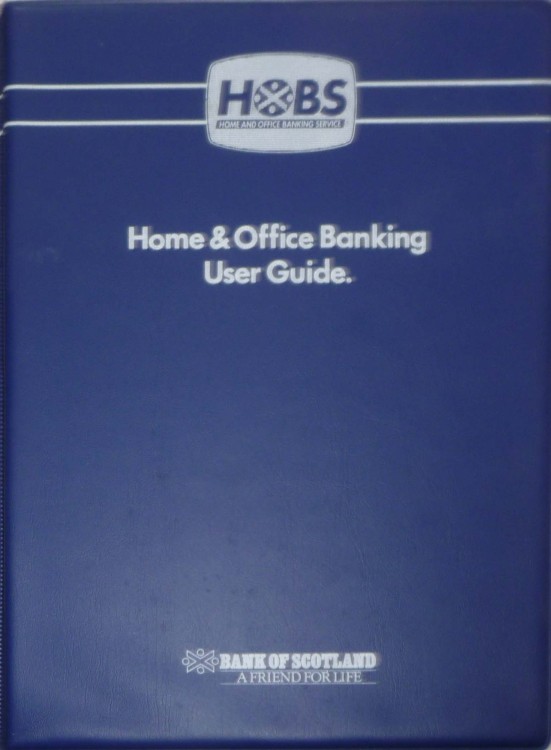 HOBS
HOME AND OFFICE BANKING SERVICE
Home & Office Banking
User Guide.
BANK OF SCOTLAND
A FRIEND FOR LIFE